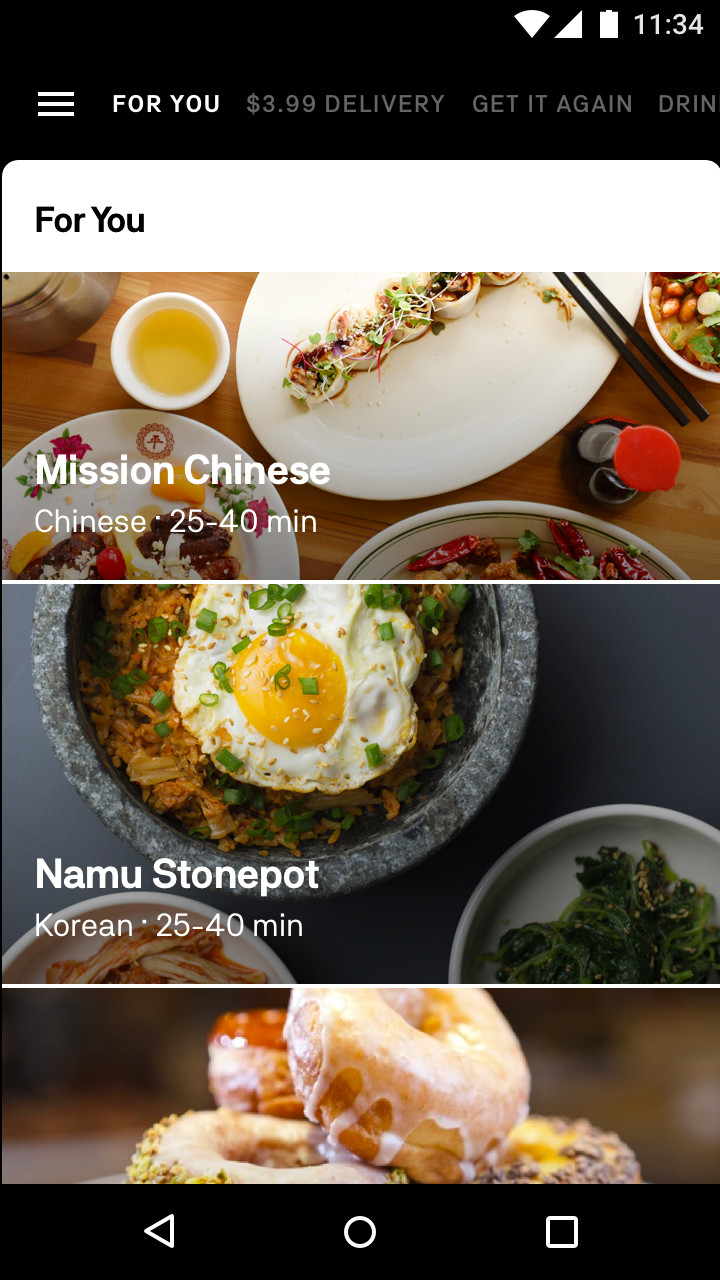 11:34
FOR YOU $3.99 DELIVERY GET IT AGAIN DRIN
For You
平
Mission Chinese
Chinese · 25-40 min
Namu Stonepot
Korean · 25-40 min